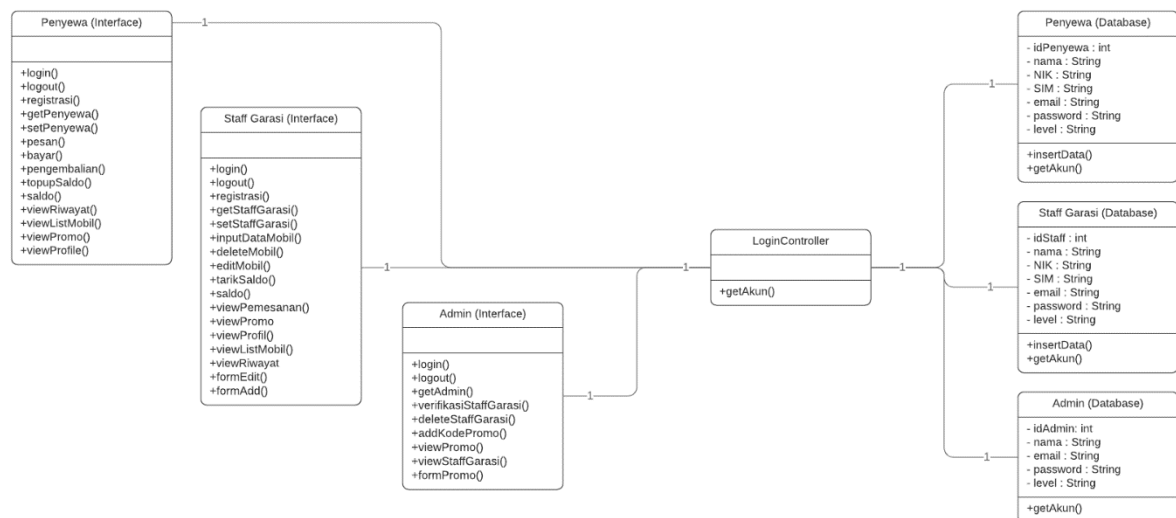 Penyewa (Interface)
+login()
+logout()
+registrasi()
+getPenyewa()
+setPenyewa()
+pesan()
+bayar()
+pengembalian()
+topupSaldo()
+saldo()
+viewRiwayat()
+viewListMobil()
+viewPromo()
+viewProfile()
1
Staff Garasi (Interface)
+login()
+logout()
+registrasi()
+getStaffGarasi()
+setStaffGarasi()
+inputDataMobil()
+deleteMobil()
+editMobil()
+tarikSaldo()
+saldo()
+viewPemesanan()
+viewPromo
+viewProfil()
+viewListMobil()
+viewRiwayat
+formEdit()
+formAdd()
1
Admin (Interface)
+login()
+logout()
+getAdmin()
+verifikasiStaffGarasi()
+deleteStaffGarasi()
+addKodePromo()
+viewPromo()
+viewStaffGarasi()
+formPromo()
1
1
LoginController
+getAkun()
1
1
Penyewa (Database)
- idPenyewa : int
- nama : String
- NIK : String
- SIM : String
- email : String
- password : String
- level : String
+insertData()
+getAkun()
1
Staff Garasi (Database)
- idStaff : int
- nama : String
- NIK : String
- SIM : String
- email : String
- password : String
- level : String
+insertData()
+getAkun()
1
Admin (Database)
- idAdmin: int
- nama : String
- email : String
- password : String
- level : String
+getAkun()